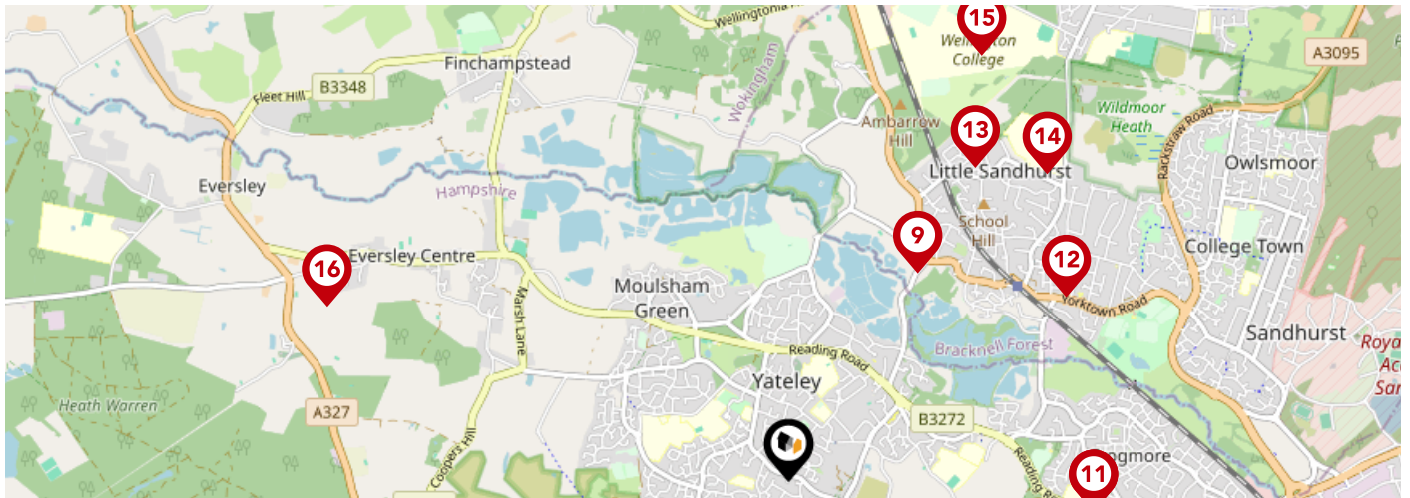 Wellingtonia
15
Wellington
College
A3095
Finchampstead
B3348
Fleet Hill
Wokingham
Ambarrow
Hill
13
14
Wildmoor
Heath
Rackstraw Road
Owlsmoor
Little Sandhurst
Eversley
Hampshire
School
Hill
9
College Town
16
Eversley Centre
12
Moulsham
Green
Yorktown Road
Marsh Lane
Sandhurst
Bracknell Forest
Reading Road
Yateley
Heath Warren
A327
B3272
Coopers Hill
Reading
11